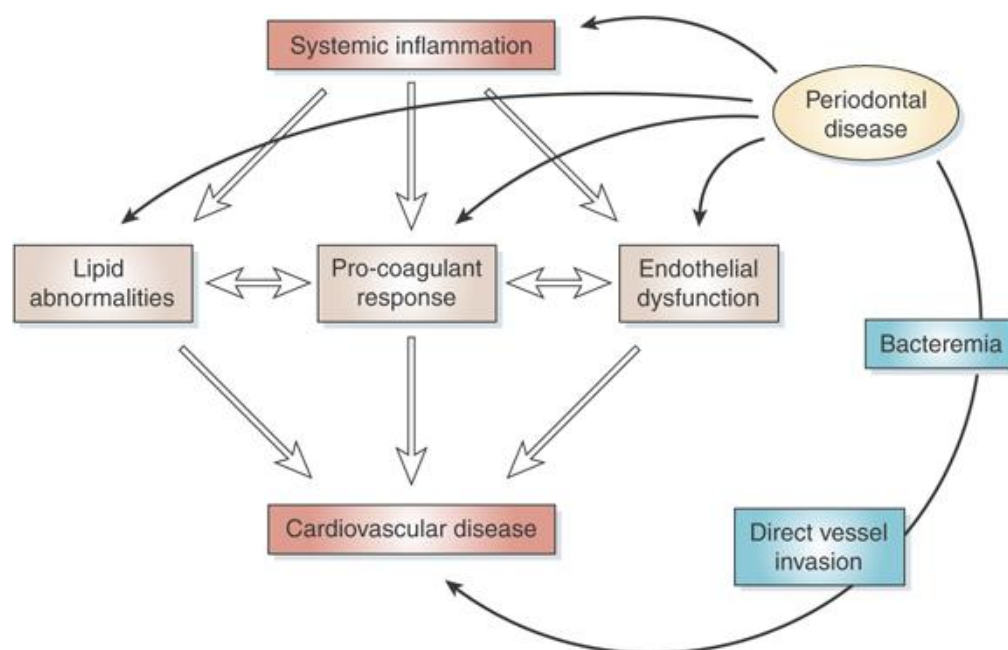 Systemic inflammation
Periodontal
disease
Lipid
abnormalities
Pro-coagulant
response
Endothelial
dysfunction
Bacteremia
Cardiovascular disease
Direct vessel
invasion